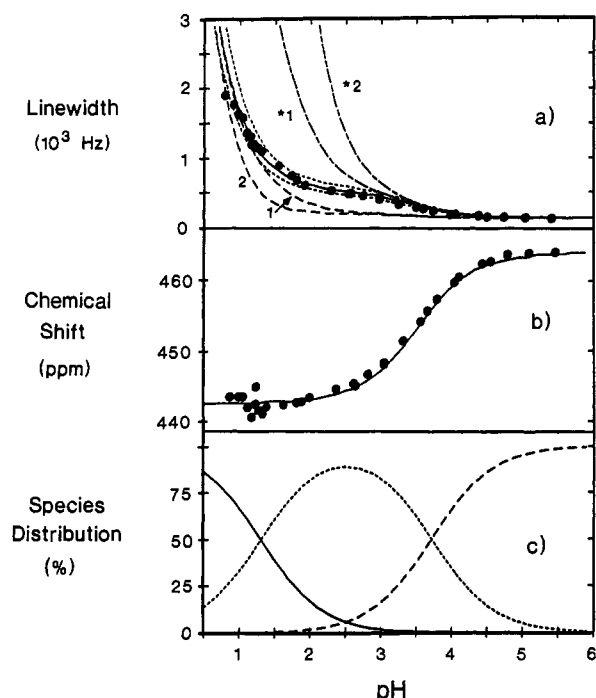 3
Linewidth
*2
2
*1
(10³ Hz)
a)
1
2
1
0
460
Chemical
Shift
450
b)
(ppm)
440
75
Species
Distribution
50
c)
(%)
25
0
1 2 3 4 5 6
pH